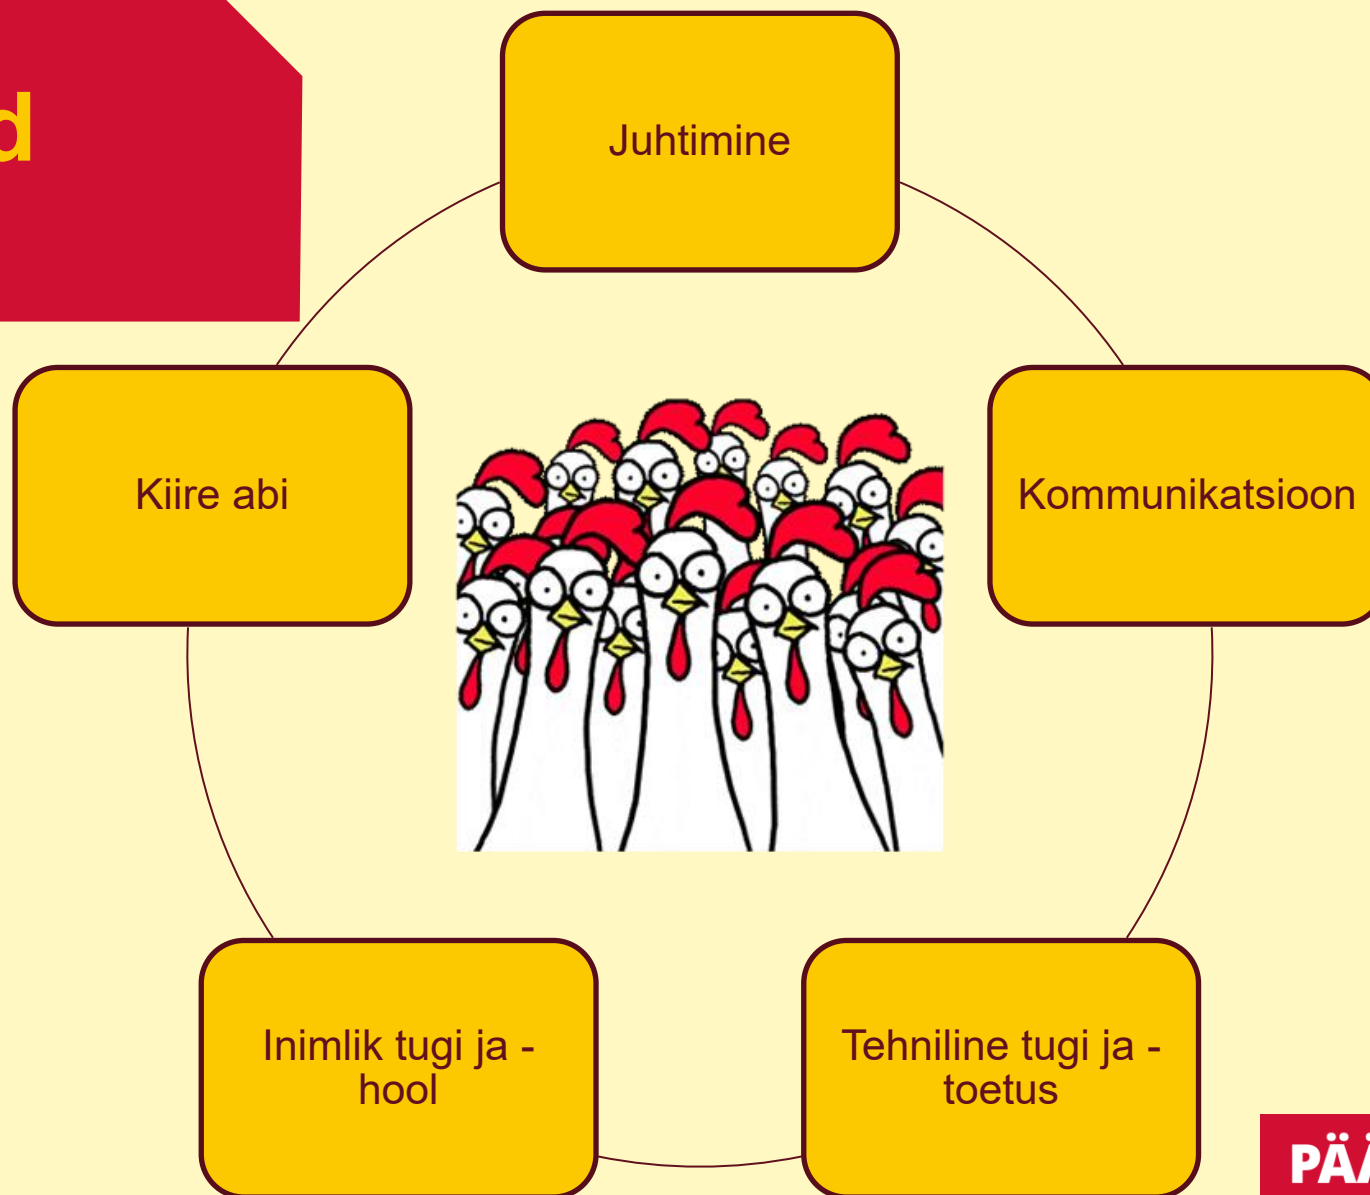 Juhtimine
Kiire abi
Kommunikatsioon
Inimlik tugi ja -
hool
Tehniline tugi ja -
toetus